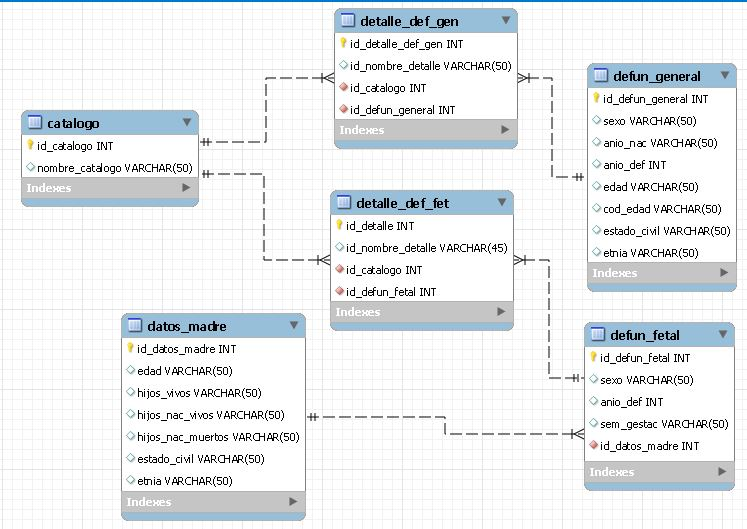 detalle_def_gen
id_detalle_def_gen INT
id_nombre_detalle VARCHAR(50)
id_catalogo INT
id_defun_general INT
Indexes
defun_general
id_defun_general INT
sexo VARCHAR(50)
anio_nac VARCHAR(50)
anio_def INT
edad VARCHAR(50)
cod_edad VARCHAR(50)
estado_civil VARCHAR(50)
etnia VARCHAR(50)
Indexes
catalogo
id_catalogo INT
nombre_catalogo VARCHAR(50)
Indexes
detalle_def_fet
id_detalle INT
id_nombre_detalle VARCHAR(45)
id_catalogo INT
id_defun_fetal INT
Indexes
datos_madre
id_datos_madre INT
edad VARCHAR(50)
hijos_vivos VARCHAR(50)
hijos_nac_vivos VARCHAR(50)
hijos_nac_muertos VARCHAR(50)
estado_civil VARCHAR(50)
etnia VARCHAR(50)
Indexes
defun_fetal
id_defun_fetal INT
sexo VARCHAR(50)
anio_def INT
sem_gestac VARCHAR(50)
id_datos_madre INT
Indexes